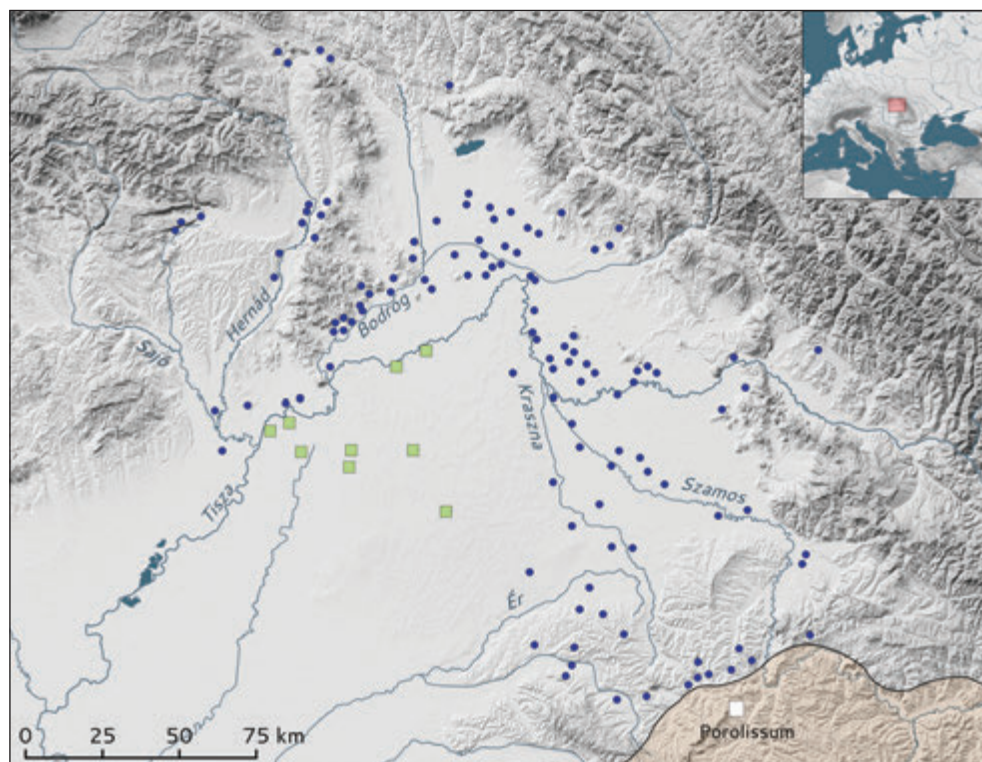 Hernád
Bodrog
Sajó
Kraszna
Tisza
Szamos
Ér
Porolissum
0 25 50 75 km